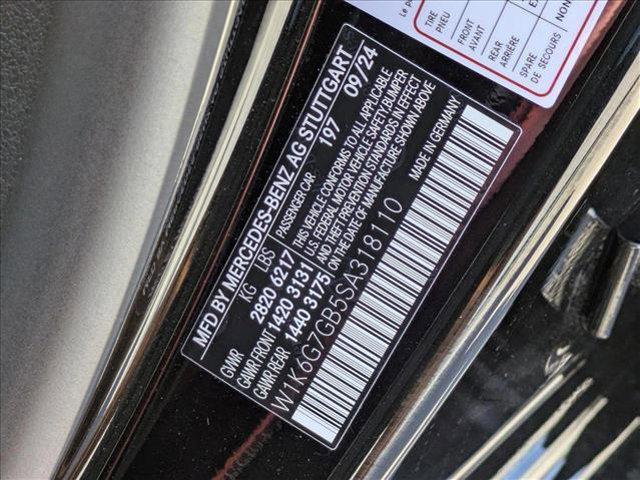 Le p
TIRE
PNEU
FRONT
AVANT
REAR
ARRIÈRE
SPARE
DE SECOURS
NON
MFD BY MERCEDES-BENZ AG STUTTGART
KG LBS 197 09/24
GVWR 2820 6217
GAWR FRONT 1420 3131
GAWR REAR 1440 3175
PASSENGER CAR
THIS VEHICLE CONFORMS TO ALL APPLICABLE
U.S. FEDERAL MOTOR VEHICLE SAFETY, BUMPER
AND THEFT PREVENTION STANDARDS IN EFFECT
ON THE DATE OF MANUFACTURE SHOWN ABOVE
MADE IN GERMANY
W1K6G7GB5SA318110